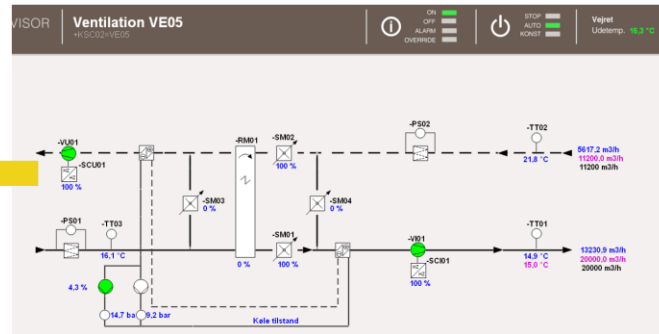 VISOR
Ventilation VE05
+KSC02=VE05
ON
OFF
ALARM
OVERRIDE
STOP
AUTO
KONST
Vejret
Udetemp. 16,3 °C
-VU01
-SCU01
100 %
-RM01
-SM02
100 %
-PS02
-TT02
21,8 °C
5617,2 m3/h
11200,0 m3/h
11200 m3/h
-SM03
0 %
-SM04
0 %
-PS01
-TT03
16,1 °C
0 %
-SM01
100 %
-VI01
-SCI01
100 %
-TT01
14,9 °C
15,0 °C
13230,9 m3/h
20000,0 m3/h
20000 m3/h
4,3 %
14,7 ba
9,2 bar
Køle tilstand